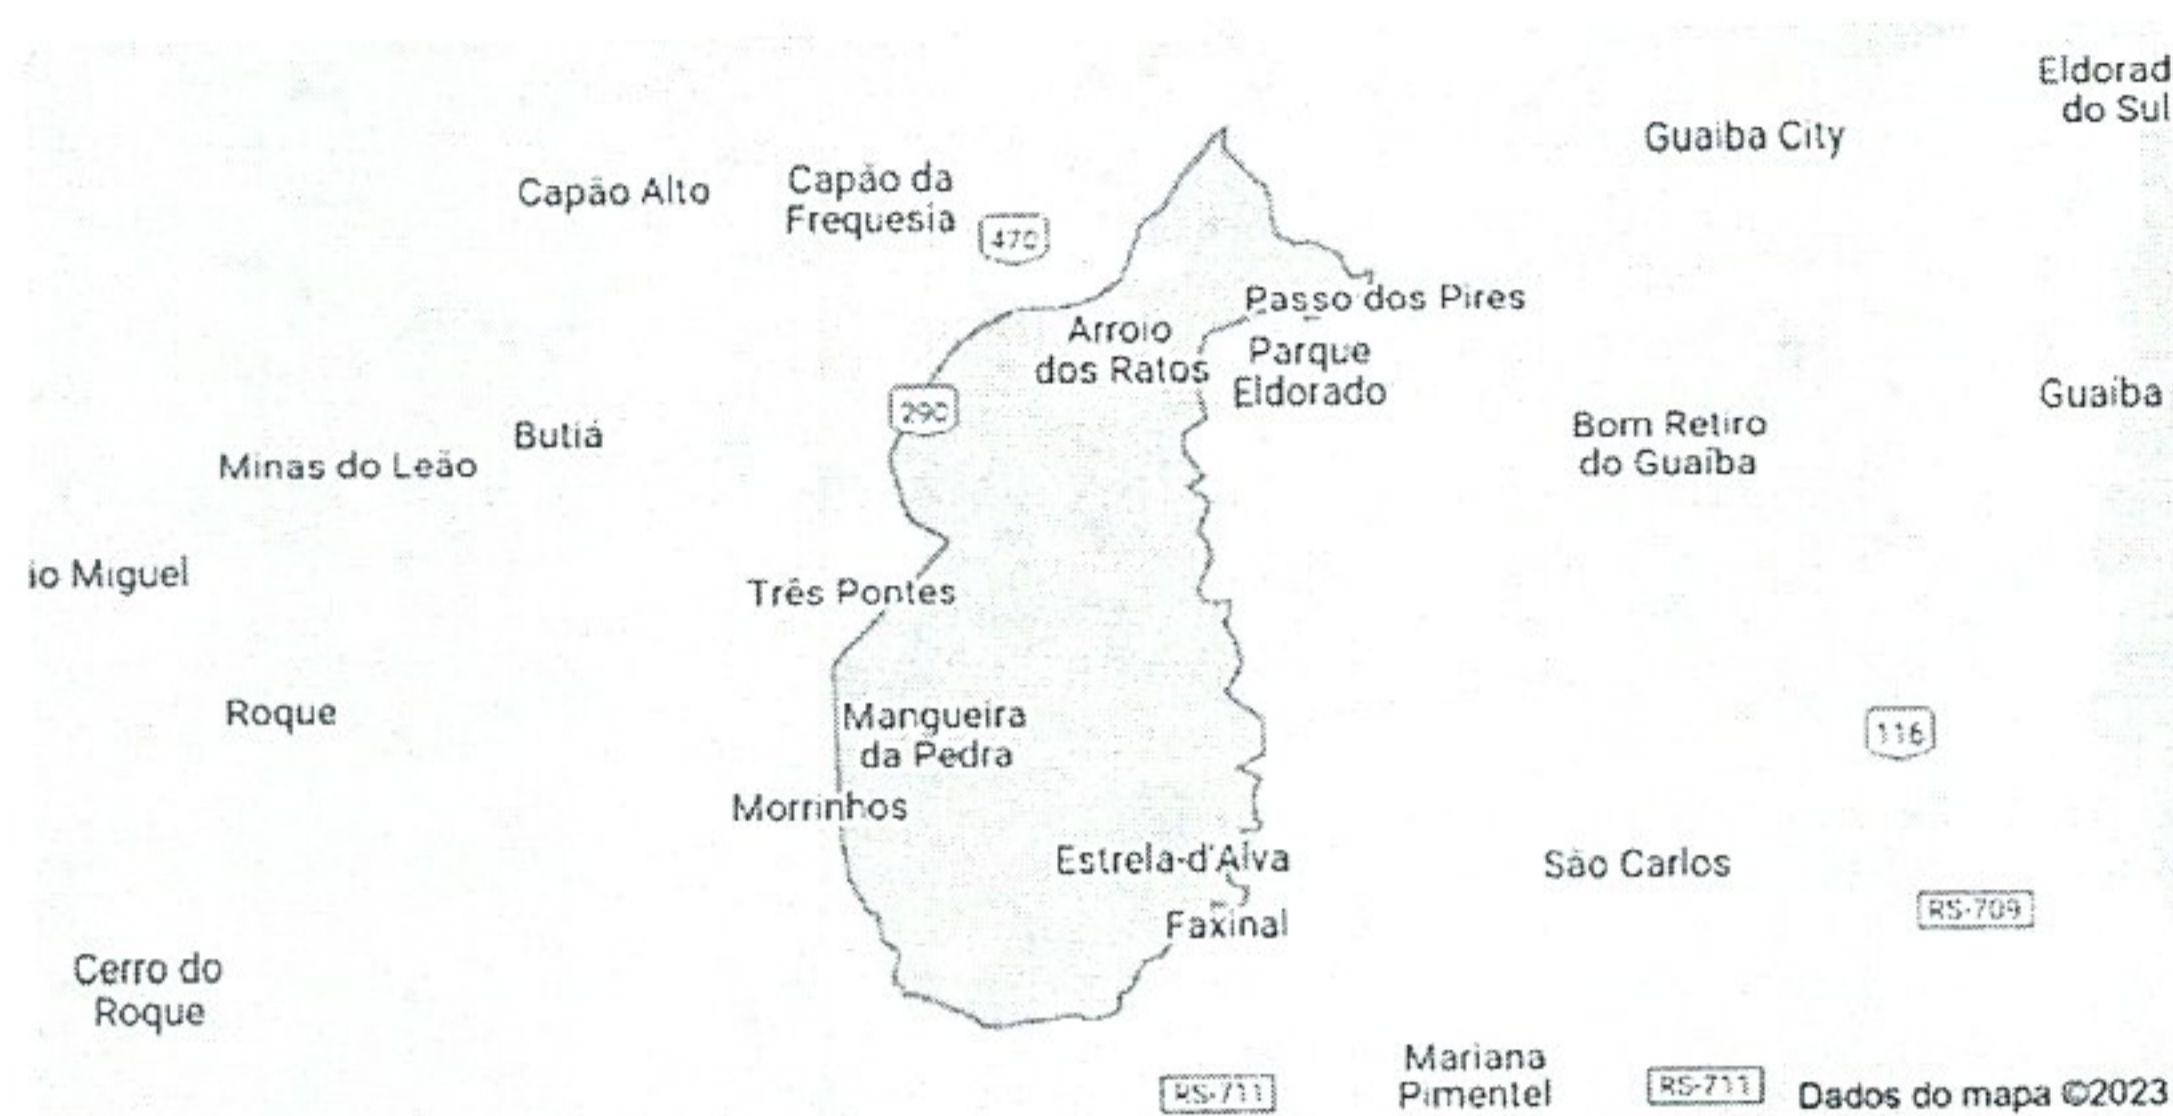 Eldorad
do Sul
Guaiba City
Capão Alto
Capão da
Frequesia
470
Passo dos Pires
Arroio
dos Ratos
Parque
Eldorado
290
Guaíba
Butiá
Minas do Leão
Bom Retiro
do Guaíba
io Miguel
Três Pontes
Roque
Mangueira
da Pedra
116
Morrinhos
Estrela-d'Alva
São Carlos
RS-709
Faxinal
Cerro do
Roque
Mariana
Pimentel
RS-711
RS-711
Dados do mapa ©2023